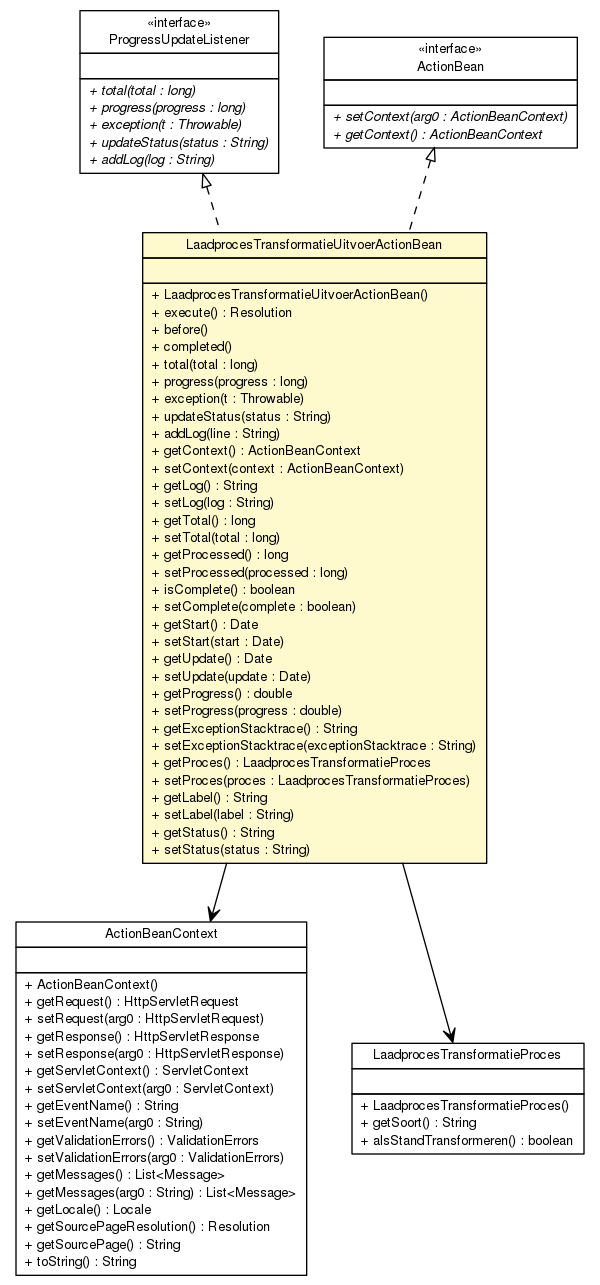 «interface»
ProgressUpdateListener
+ total(total : long)
+ progress(progress : long)
+ exception(t : Throwable)
+ updateStatus(status : String)
+ addLog(log : String)
«interface»
ActionBean
+ setContext(arg0 : ActionBeanContext)
+ getContext() : ActionBeanContext
LaadprocesTransformatieUitvoerActionBean
+ LaadprocesTransformatieUitvoerActionBean()
+ execute() : Resolution
+ before()
+ completed()
+ total(total : long)
+ progress(progress : long)
+ exception(t : Throwable)
+ updateStatus(status : String)
+ addLog(line : String)
+ getContext() : ActionBeanContext
+ setContext(context : ActionBeanContext)
+ getLog() : String
+ setLog(log : String)
+ getTotal() : long
+ setTotal(total : long)
+ getProcessed() : long
+ setProcessed(processed : long)
+ isComplete() : boolean
+ setComplete(complete : boolean)
+ getStart() : Date
+ setStart(start : Date)
+ getUpdate() : Date
+ setUpdate(update : Date)
+ getProgress() : double
+ setProgress(progress : double)
+ getExceptionStacktrace() : String
+ setExceptionStacktrace(exceptionStacktrace : String)
+ getProces() : LaadprocesTransformatieProces
+ setProces(proces : LaadprocesTransformatieProces)
+ getLabel() : String
+ setLabel(label : String)
+ getStatus() : String
+ setStatus(status : String)
ActionBeanContext
+ ActionBeanContext()
+ getRequest() : HttpServletRequest
+ setRequest(arg0 : HttpServletRequest)
+ getResponse() : HttpServletResponse
+ setResponse(arg0 : HttpServletResponse)
+ getServletContext() : ServletContext
+ setServletContext(arg0 : ServletContext)
+ getEventName() : String
+ setEventName(arg0 : String)
+ getValidationErrors() : ValidationErrors
+ setValidationErrors(arg0 : ValidationErrors)
+ getMessages() : List<Message>
+ getMessages(arg0 : String) : List<Message>
+ getLocale() : Locale
+ getSourcePageResolution() : Resolution
+ getSourcePage() : String
+ toString() : String
LaadprocesTransformatieProces
+ LaadprocesTransformatieProces()
+ getSoort() : String
+ alsStandTransformeren() : boolean